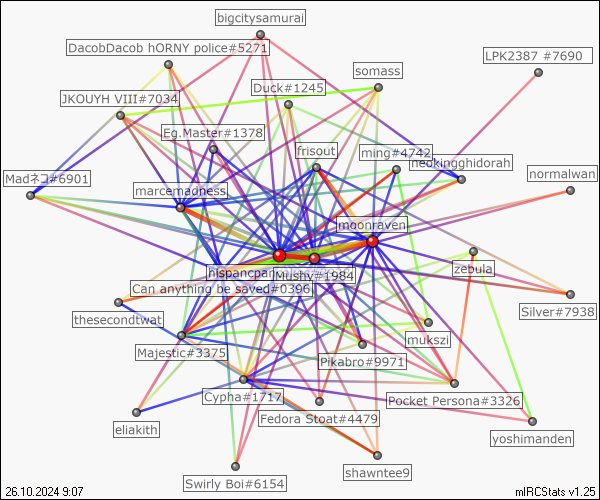 bigcitysamurai
DacobDacob hORNY police#5271
LPK2387 #7690
somass
Duck#1245
JKOUYH VIII#7034
Eg.Master#1378
frisout
ming#4742
neokingghidorah
Madネコ#6901
marcemadness
normalwan
moonraven
zebula
Mushy#1984
Can anything be saved#0396
thesecondtwat
Silver#7938
mukszi
Majestic#3375
Pikabro#9971
Cypha#1717
Pocket Persona#3326
Fedora Stoat#4479
eliakith
yoshimanden
shawntee9
Swirly Boi#6154
26.10.2024 9:07
mIRCStats v1.25